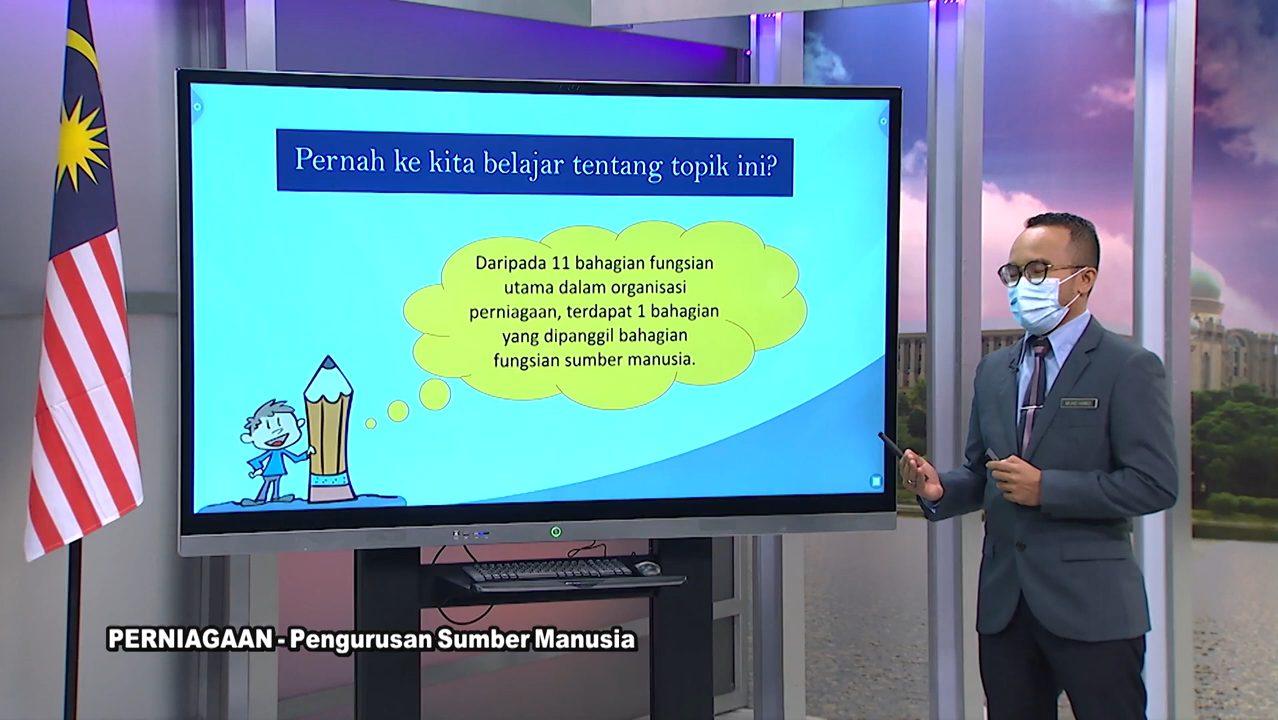 Pernah ke kita belajar tentang topik ini?
Daripada 11 bahagian fungsian
utama dalam organisasi
perniagaan, terdapat 1 bahagian
yang dipanggil bahagian
fungsian sumber manusia.
PERNIAGAAN - Pengurusan Sumber Manusia